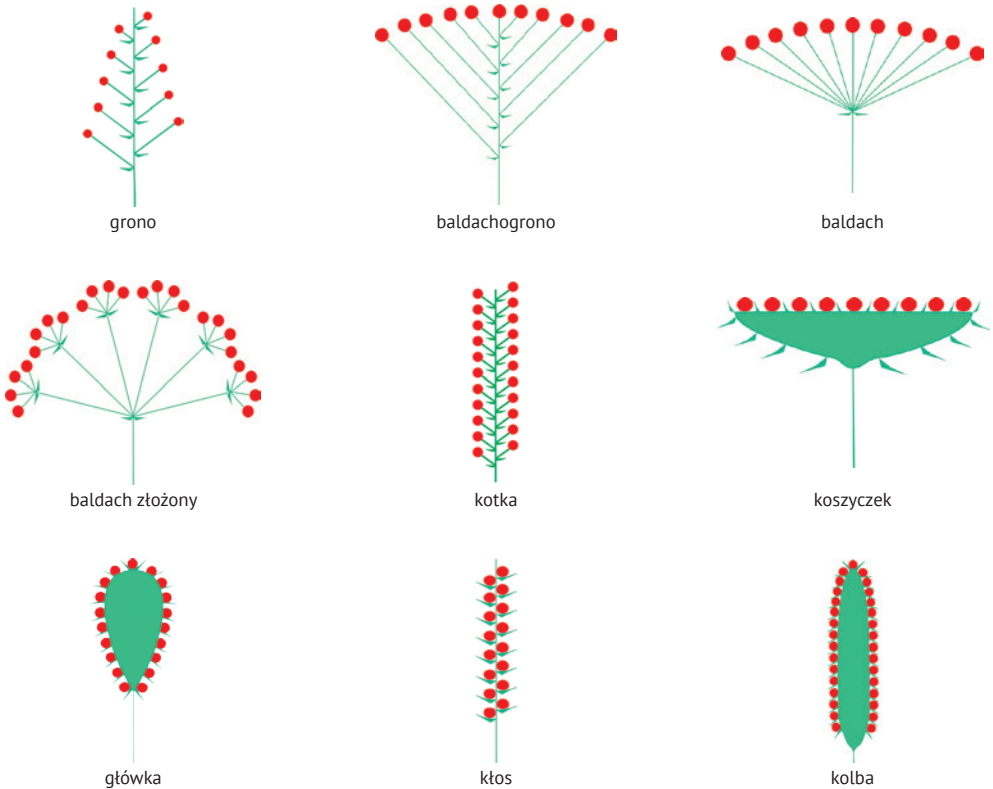 grono
baldachogrono
baldach
baldach złożony
kotka
koszyczek
główka
kłos
kolba